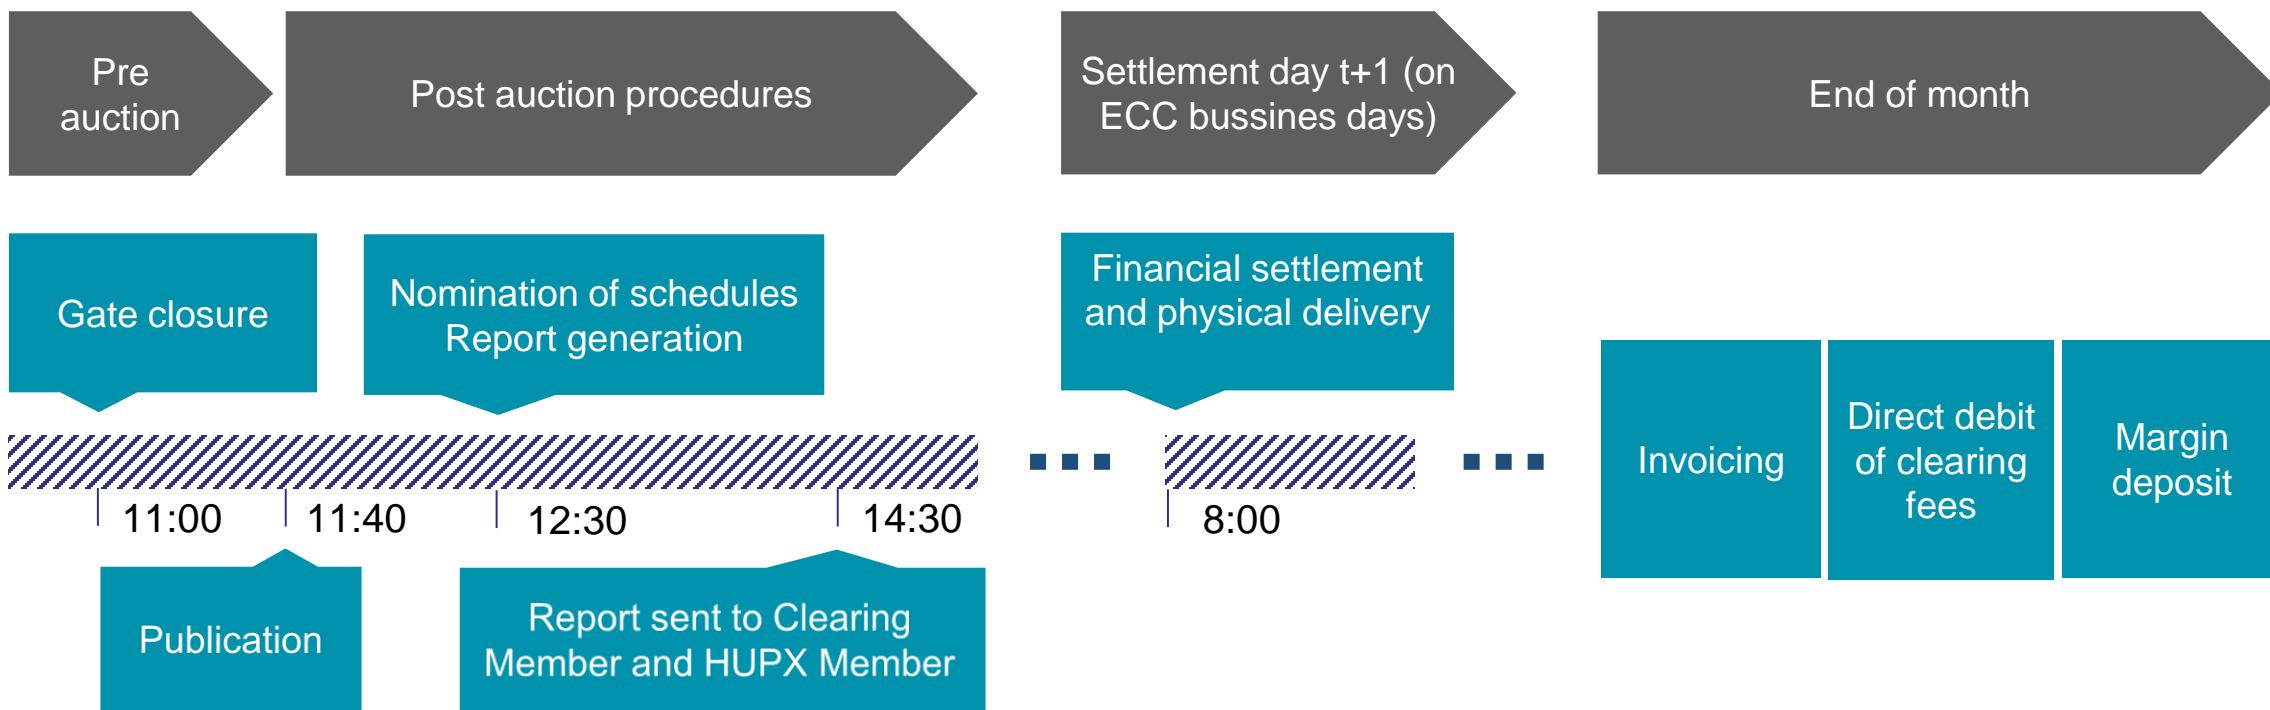 Pre
auction
Post auction procedures
Settlement day t+1 (on
ECC bussines days)
End of month
Gate closure
Nomination of schedules
Report generation
Financial settlement
and physical delivery
11:00
11:40
12:30
14:30
8:00
Publication
Report sent to Clearing
Member and HUPX Member
Invoicing
Direct debit
of clearing
fees
Margin
deposit